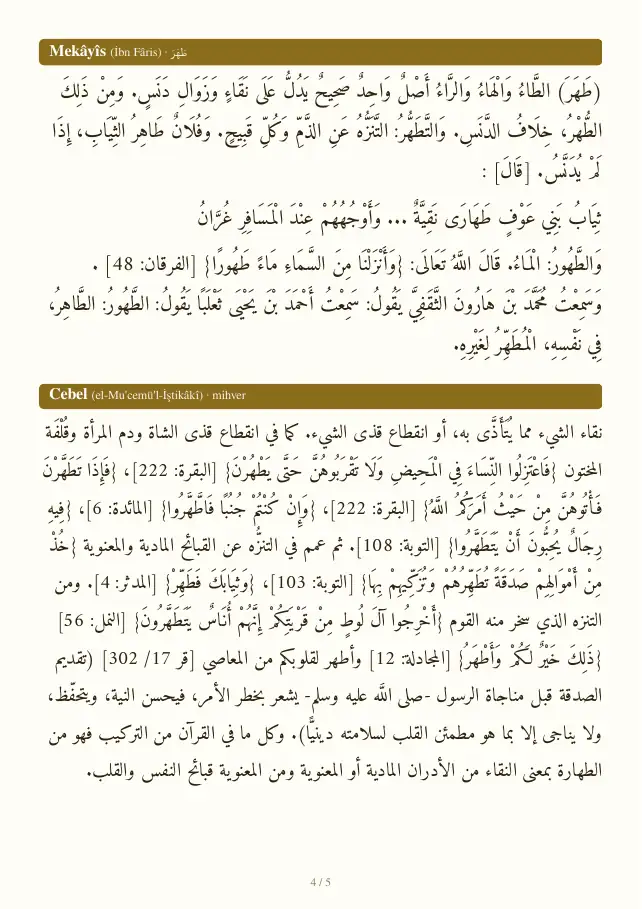 Mekâyîs (İbn Fâris) · طَهَرَ
(طَهَرَ) الطَّاءُ وَالْهَاءُ وَالرَّاءُ أَصْلٌ وَاحِدٌ صَحِيحٌ يَدُلُّ عَلَى نَقَاءٍ وَزَوَالِ دَنَسٍ. وَمِنْ ذَلِكَ
الطُّهْرُ، خِلَافُ الدَّنَسِ. وَالتَّطَهُّرُ: التَّنَزُّهُ عَنِ الذَّمِّ وَكُلِّ قَبِيحٍ. وَفُلَانٌ طَاهِرُ الثِّيَابِ، إِذَا
لَمْ يُدَنَّسْ. [قَالَ] :
ثِيَابُ بَنِي عَوْفٍ طَهَارَى نَقِيَّةٌ ... وَأَوْجُهُهُمْ عِنْدَ الْمَسَافِرِ غُرَّانُ
وَالطَّهُورُ: الْمَاءُ. قَالَ اللَّهُ تَعَالَى: {وَأَنْزَلْنَا مِنَ السَّمَاءِ مَاءً طَهُورًا} [الفرقان: 48] .
وَسَمِعْتُ مُحَمَّدَ بْنَ هَارُونَ الثَّقَفِيَّ يَقُولُ: سَمِعْتُ أَحْمَدَ بْنَ يَحْيَى ثَعْلَبًا يَقُولُ: الطَّهُورُ: الطَّاهِرُ،
فِي نَفْسِهِ، الْمُطَهِّرُ لِغَيْرِهِ.
Cebel (el-Mu'cemü'l-İştikâkî) · mihver
نقاء الشيء مما يُتَأَذَّى به، أو انقطاع قذى الشيء. كما في انقطاع قذى الشاة ودم المرأة وقُلْفَة
المختون {فَاعْتَزِلُوا النِّسَاءَ فِي الْمَحِيضِ وَلَا تَقْرَبُوهُنَّ حَتَّى يَطْهُرْنَ} [البقرة: 222]، {فَإِذَا تَطَهَّرْنَ
فَأْتُوهُنَّ مِنْ حَيْثُ أَمَرَكُمُ اللَّهُ} [البقرة: 222]، {وَإِنْ كُنْتُمْ جُنُبًا فَاطَّهَّرُوا} [المائدة: 6]، {فِيهِ
رِجَالٌ يُحِبُّونَ أَنْ يَتَطَهَّرُوا} [التوبة: 108]. ثم عمم في التنزُّه عن القبائح المادية والمعنوية {خُذْ
مِنْ أَمْوَالِهِمْ صَدَقَةً تُطَهِّرُهُمْ وَتُزَكِّيهِمْ بِهَا} [التوبة: 103]، {وَثِيَابَكَ فَطَهِّرْ} [المدثر: 4]. ومن
التنزه الذي سخر منه القوم {أَخْرِجُوا آلَ لُوطٍ مِنْ قَرْيَتِكُمْ إِنَّهُمْ أُنَاسٌ يَتَطَهَّرُونَ} [النمل: 56]
{ذَلِكَ خَيْرٌ لَكُمْ وَأَطْهَرُ} [المجادلة: 12] وأطهر لقلوبكم من المعاصي [قر 17/ 302] (تقديم
الصدقة قبل مناجاة الرسول -صلى اللَّه عليه وسلم- يشعر بخطر الأمر، فيحسن النية، ويتحفّظ،
ولا يناجى إلا بما هو مطمئن القلب لسلامته دينيًّا). وكل ما في القرآن من التركيب فهو من
الطهارة بمعنى النقاء من الأدران المادية أو المعنوية ومن المعنوية قبائح النفس والقلب.
4 / 5